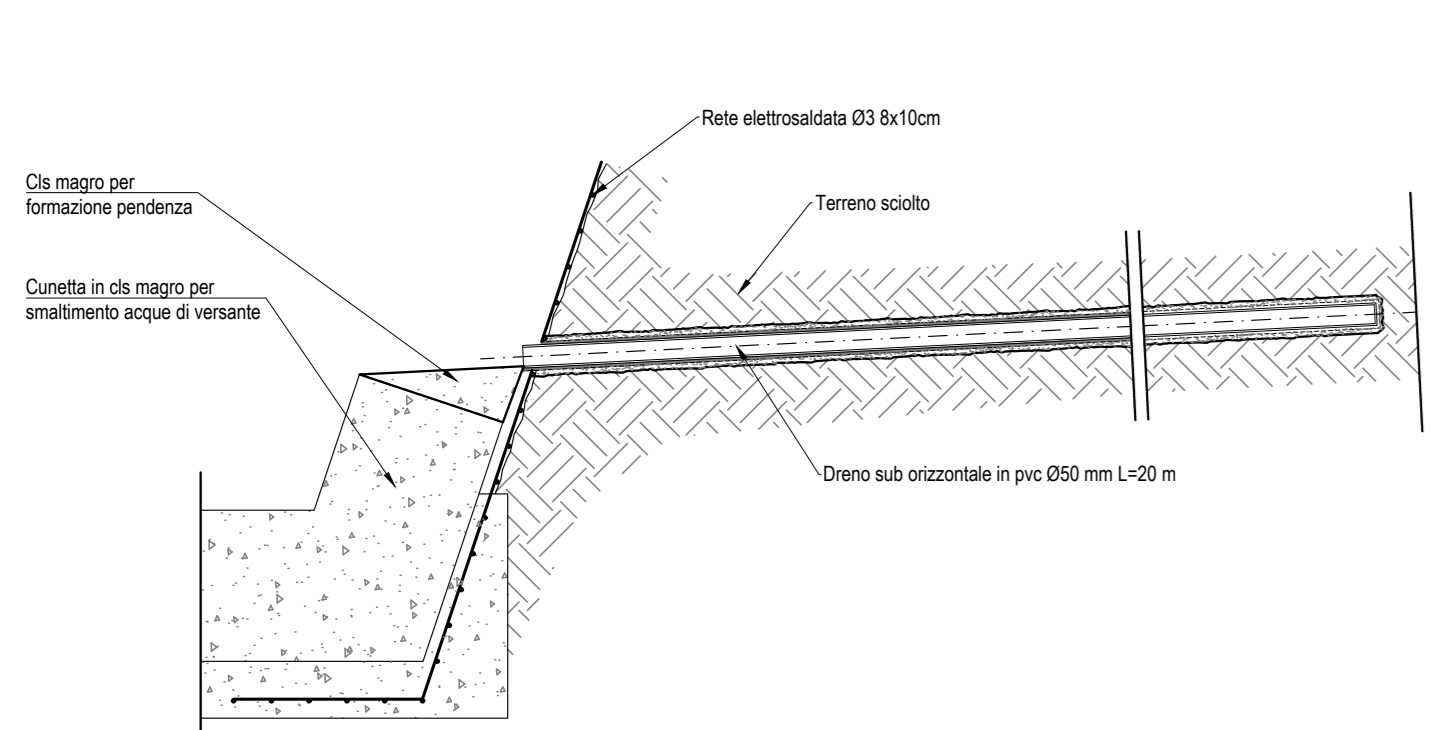 Rete elettrosaldata Ø3 8x10cm
Cls magro per
formazione pendenza
Terreno sciolto
Cunetta in cls magro per
smaltimento acque di versante
Dreno sub orizzontale in pvc Ø50 mm L=20 m